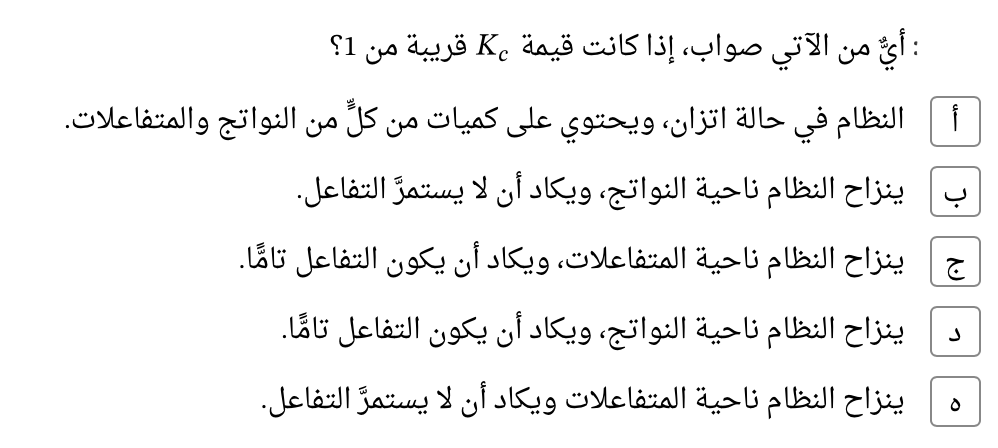 : أيٌّ من الآتي صواب، إذا كانت قيمة K_c قريبة من 1؟
أ النظام في حالة اتزان، ويحتوي على كميات من كلٍّ من النواتج والمتفاعلات.
ب ينزاح النظام ناحية النواتج، ويكاد أن لا يستمرَّ التفاعل.
ج ينزاح النظام ناحية المتفاعلات، ويكاد أن يكون التفاعل تامًّا.
د ينزاح النظام ناحية النواتج، ويكاد أن يكون التفاعل تامًّا.
ه ينزاح النظام ناحية المتفاعلات ويكاد أن لا يستمرَّ التفاعل.